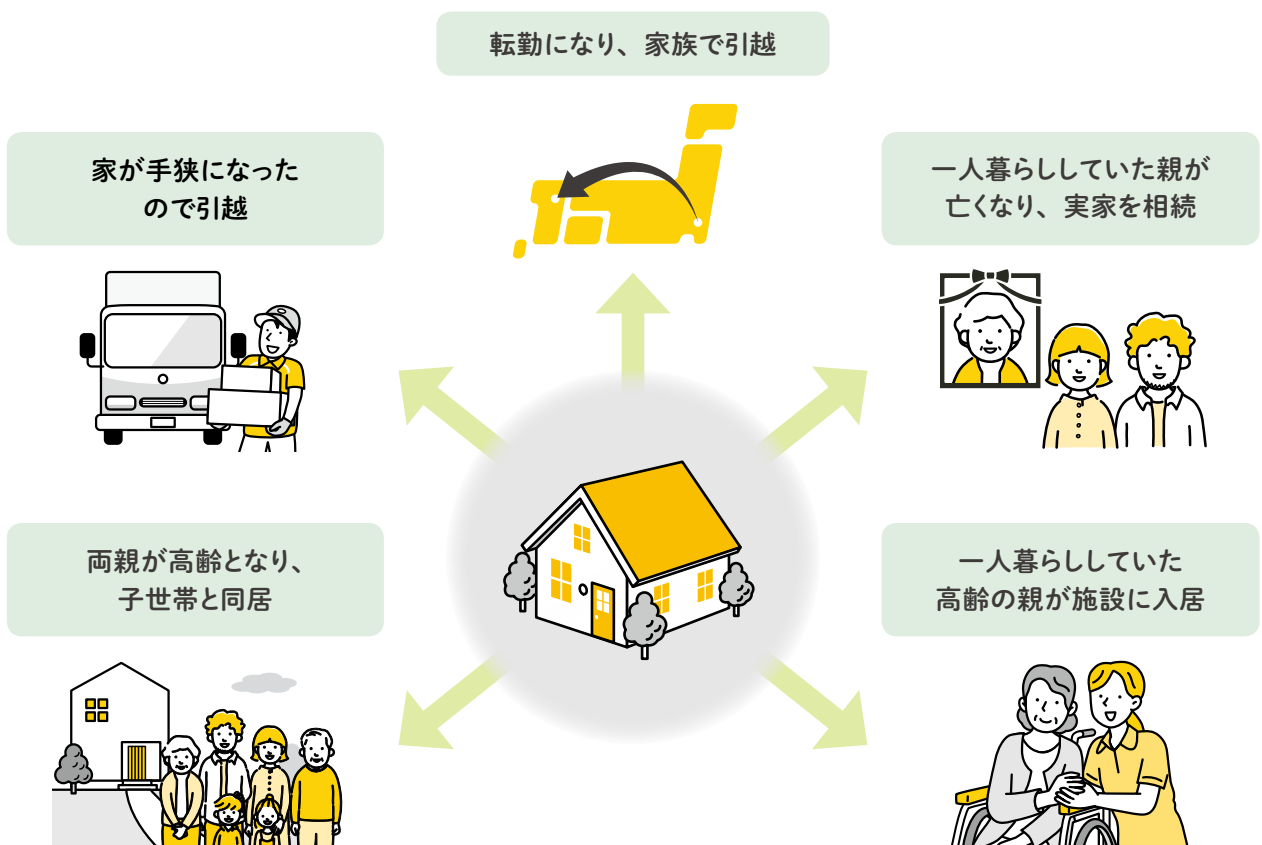 転勤になり、家族で引越
家が手狭になった
ので引越
一人暮らししていた親が
亡くなり、実家を相続
両親が高齢となり、
子世帯と同居
一人暮らししていた
高齢の親が施設に入居